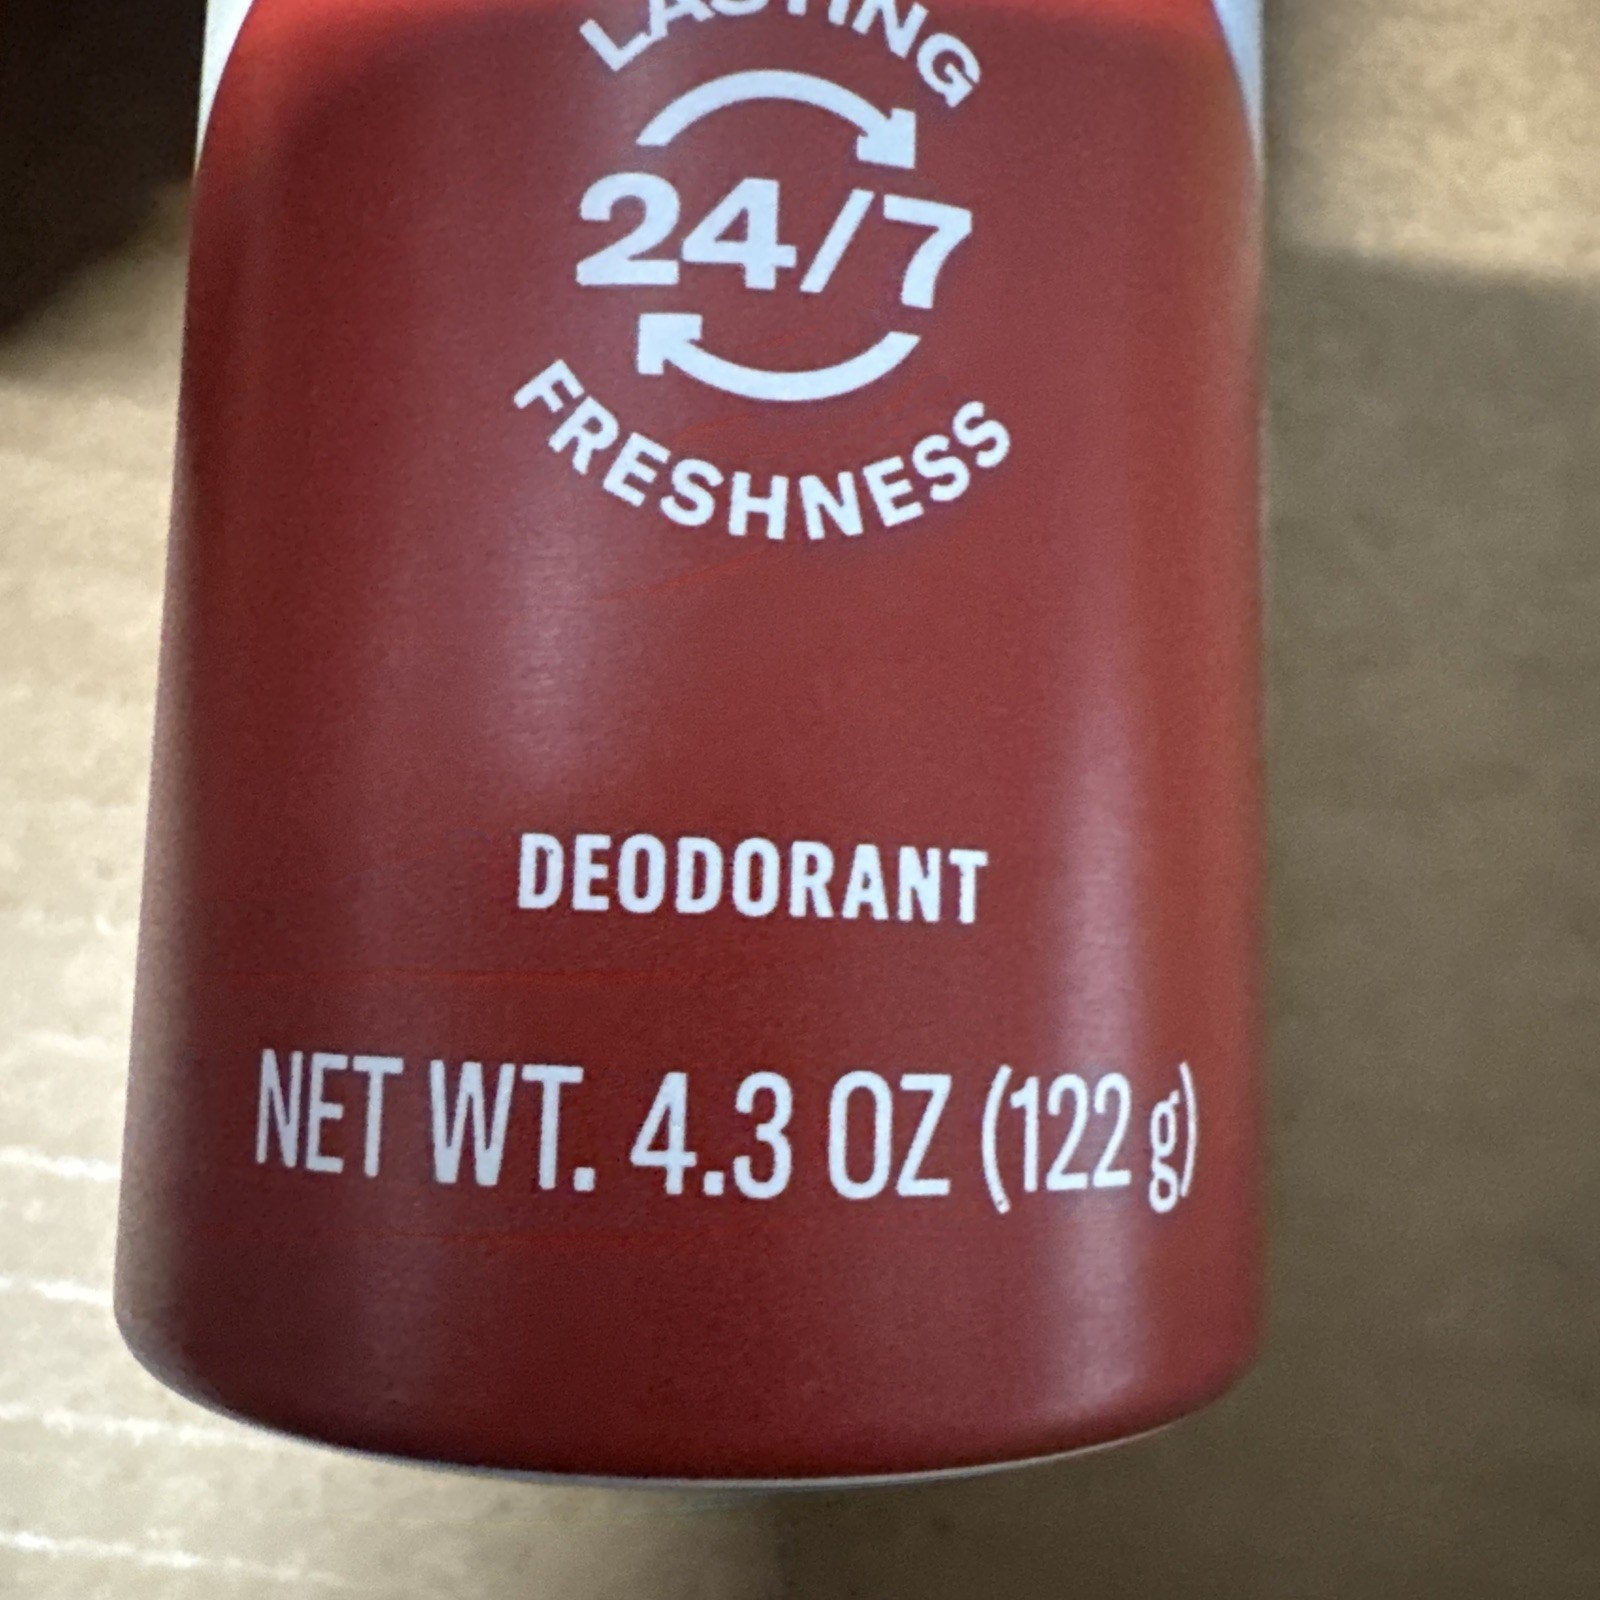 LASTING
24/7
FRESHNESS
DEODORANT
NET WT. 4.3 OZ (122 g)